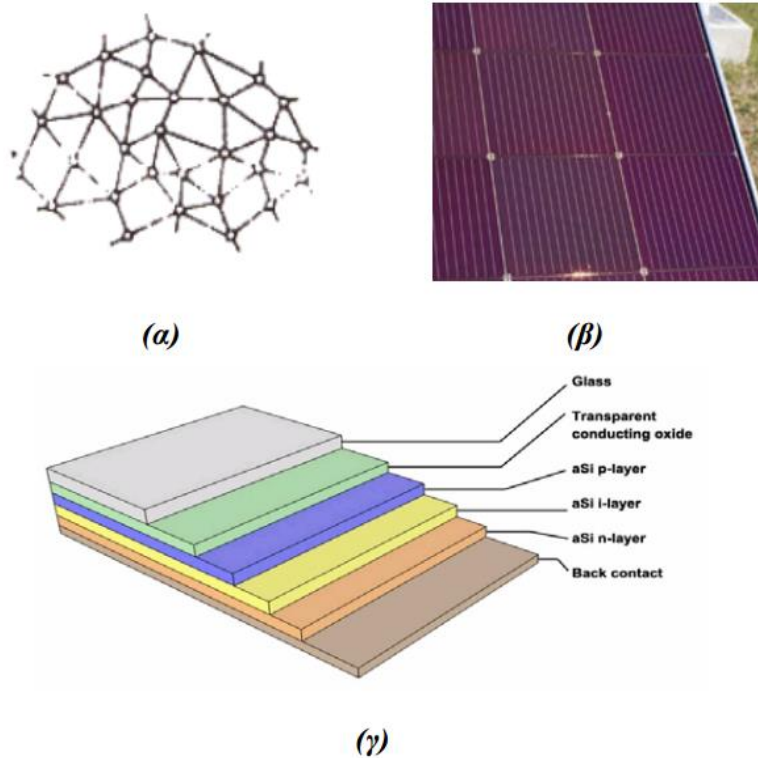 (α)
(β)
Glass
Transparent
conducting oxide
aSi p-layer
aSi i-layer
aSi n-layer
Back contact
(γ)